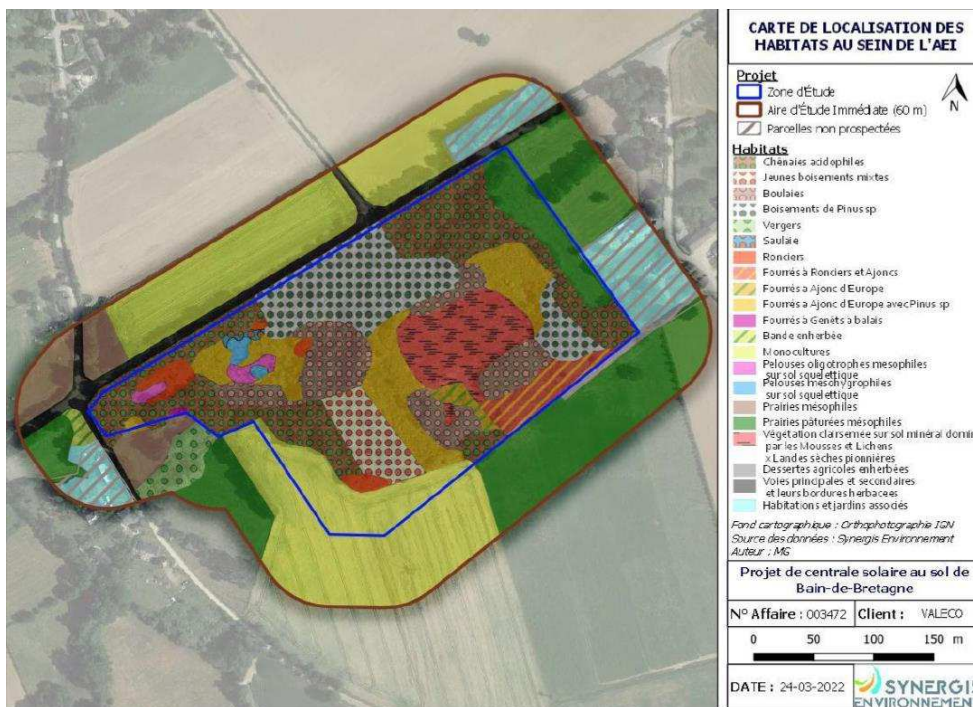 CARTE DE LOCALISATION DES
HABITATS AU SEIN DE L'AEI
Projet
Zone d'Étude
Aire d'Étude Immédiate (60 m)
Parcelles non prospectées
N
Habitats
Chênaies acidophiles
Jeunes boisements mixtes
Boulaies
Boisements de Pinus sp
Vergers
Saulaie
Ronciers
Fourrés à Ronciers et Ajoncs
Fourrés à Ajonc d'Europe
Fourrés à Ajonc d'Europe avec Pinus sp
Fourrés à Genêts à balais
Bande enherbée
Monocultures
Pelouses oligotrophes mesophiles
sur sol squelettique
Pelouses mésohygrophiles
sur sol squelettique
Prairies mésophiles
Prairies pâturées mésophiles
Végétation clairsemée sur sol minéral domin
par les Mousses et Lichens
x Landes sèches pionnières
Dessertes agricoles enherbées
Voies principales et secondaires
et leurs bordures herbacees
Habitations et jardins associés
Fond cartographique : Orthophotographie IGN
Source des données : Synergis Environnement
Auteur : MG
Projet de centrale solaire au sol de
Bain-de-Bretagne
N° Affaire : 003472 Client : VALECO
0 50 100 150 m
DATE : 24-03-2022
SYNERGIS
ENVIRONNEMENT